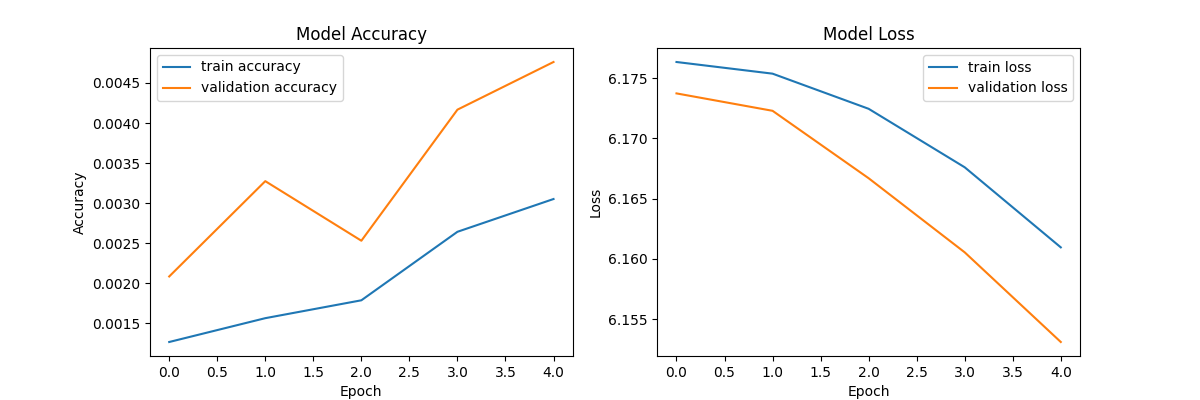 Model Accuracy
train accuracy
validation accuracy
0.0045
0.0040
0.0035
0.0030
0.0025
0.0020
0.0015
Accuracy
0.0 0.5 1.0 1.5 2.0 2.5 3.0 3.5 4.0
Epoch
Model Loss
train loss
validation loss
6.175
6.170
6.165
6.160
6.155
Loss
0.0 0.5 1.0 1.5 2.0 2.5 3.0 3.5 4.0
Epoch